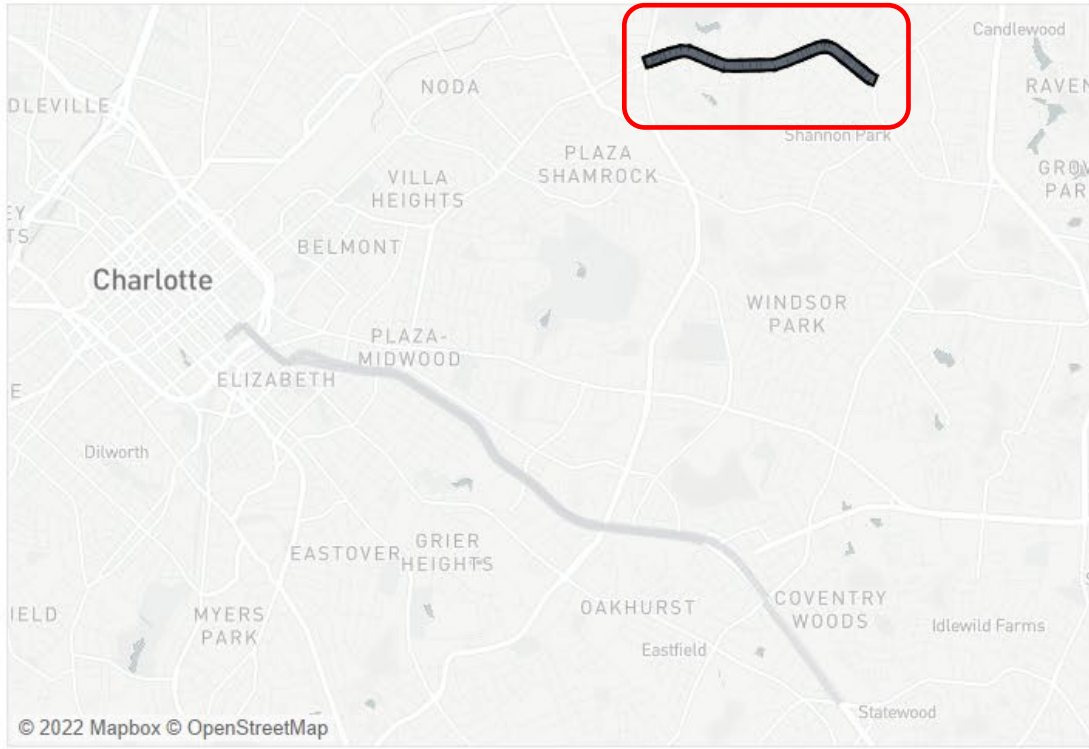 Candlewood
NODA
RAVEN
DLEVILLE
Shannon Park
PLAZA
SHAMROCK
GROV
PAR
VILLA
HEIGHTS
EY
TS
BELMONT
Charlotte
WINDSOR
PARK
PLAZA-
MIDWOOD
ELIZABETH
E
Dilworth
GRIER
HEIGHTS
EASTOVER
OAKHURST
COVENTRY
WOODS
IELD
MYERS
PARK
Idlewild Farms
Eastfield
Statewood
© 2022 Mapbox © OpenStreetMap